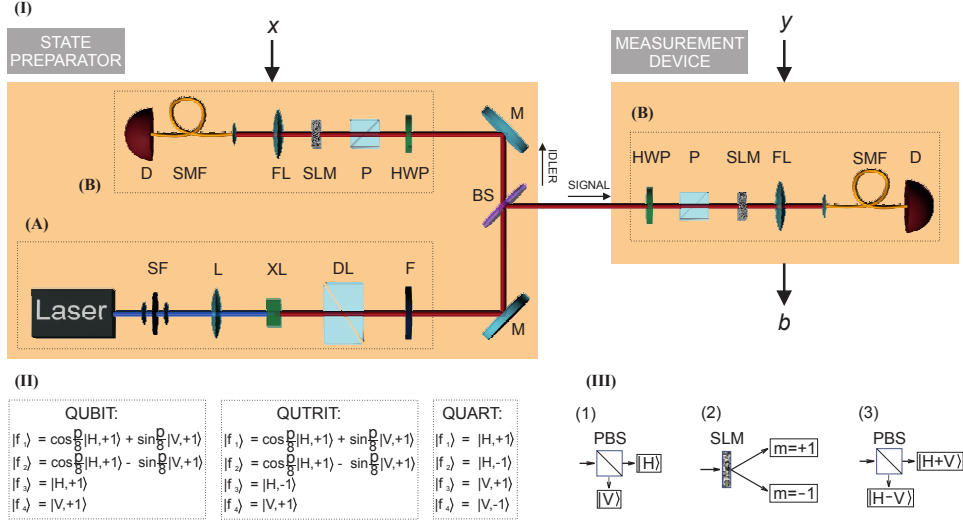 (I)
x
y
STATE
PREPARATOR
MEASUREMENT
DEVICE
(B)
D SMF FL SLM P HWP
M
IDLER
BS
SIGNAL
(B)
HWP P SLM FL SMF D
(A)
SF L XL DL F
Laser
M
b
(II)
QUBIT:
|f₁⟩ = cos p/8 |H,+1⟩ + sin p/8 |V,+1⟩
|f₂⟩ = cos p/8 |H,+1⟩ - sin p/8 |V,+1⟩
|f₃⟩ = |H,+1⟩
|f₄⟩ = |V,+1⟩
QUTRIT:
|f₁⟩ = cos p/8 |H,+1⟩ + sin p/8 |V,+1⟩
|f₂⟩ = cos p/8 |H,+1⟩ - sin p/8 |V,+1⟩
|f₃⟩ = |H,-1⟩
|f₄⟩ = |V,+1⟩
QUART:
|f₁⟩ = |H,+1⟩
|f₂⟩ = |H,-1⟩
|f₃⟩ = |V,+1⟩
|f₄⟩ = |V,-1⟩
(III)
(1)
PBS
|H⟩
|V⟩
(2)
SLM
m=+1
m=-1
(3)
PBS
|H+V⟩
|H-V⟩